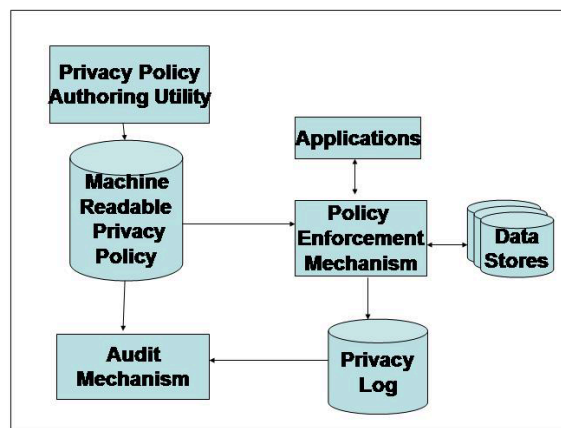 Privacy Policy
Authoring Utility
Applications
Machine
Readable
Privacy
Policy
Policy
Enforcement
Mechanism
Data
Stores
Audit
Mechanism
Privacy
Log